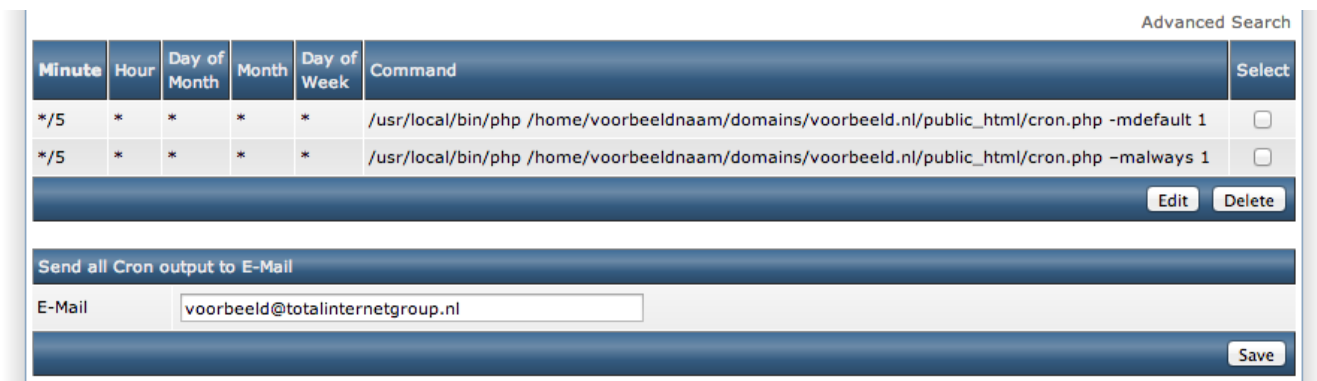 Advanced Search
Minute Hour Day of Month Month Day of Week Command Select
*/5 * * * * /usr/local/bin/php /home/voorbeeldnaam/domains/voorbeeld.nl/public_html/cron.php -mdefault 1
*/5 * * * * /usr/local/bin/php /home/voorbeeldnaam/domains/voorbeeld.nl/public_html/cron.php –malways 1
Edit Delete
Send all Cron output to E-Mail
E-Mail voorbeeld@totalinternetgroup.nl
Save